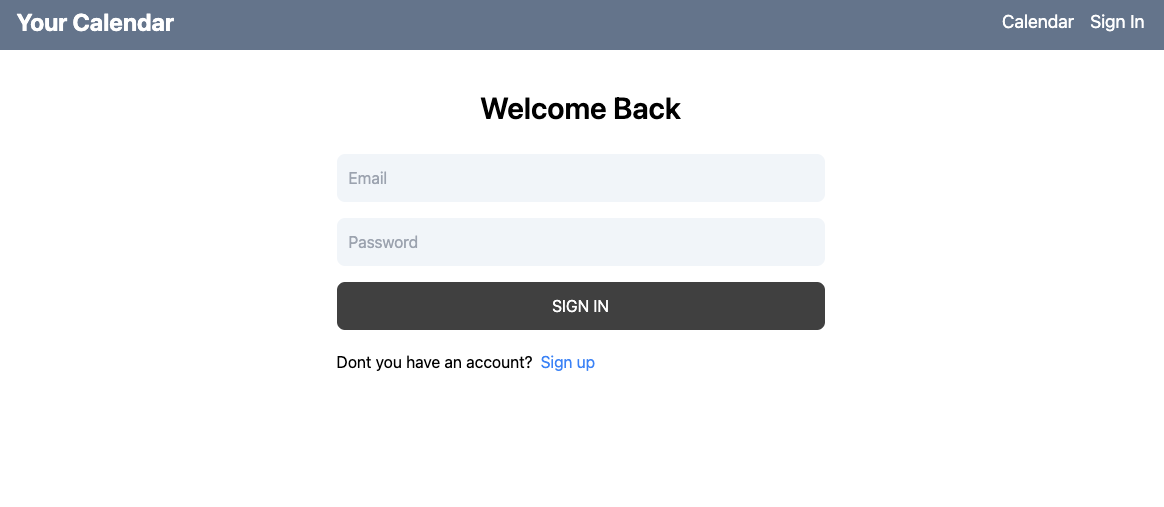 Your Calendar
Calendar Sign In
Welcome Back
Email
Password
SIGN IN
Dont you have an account? Sign up